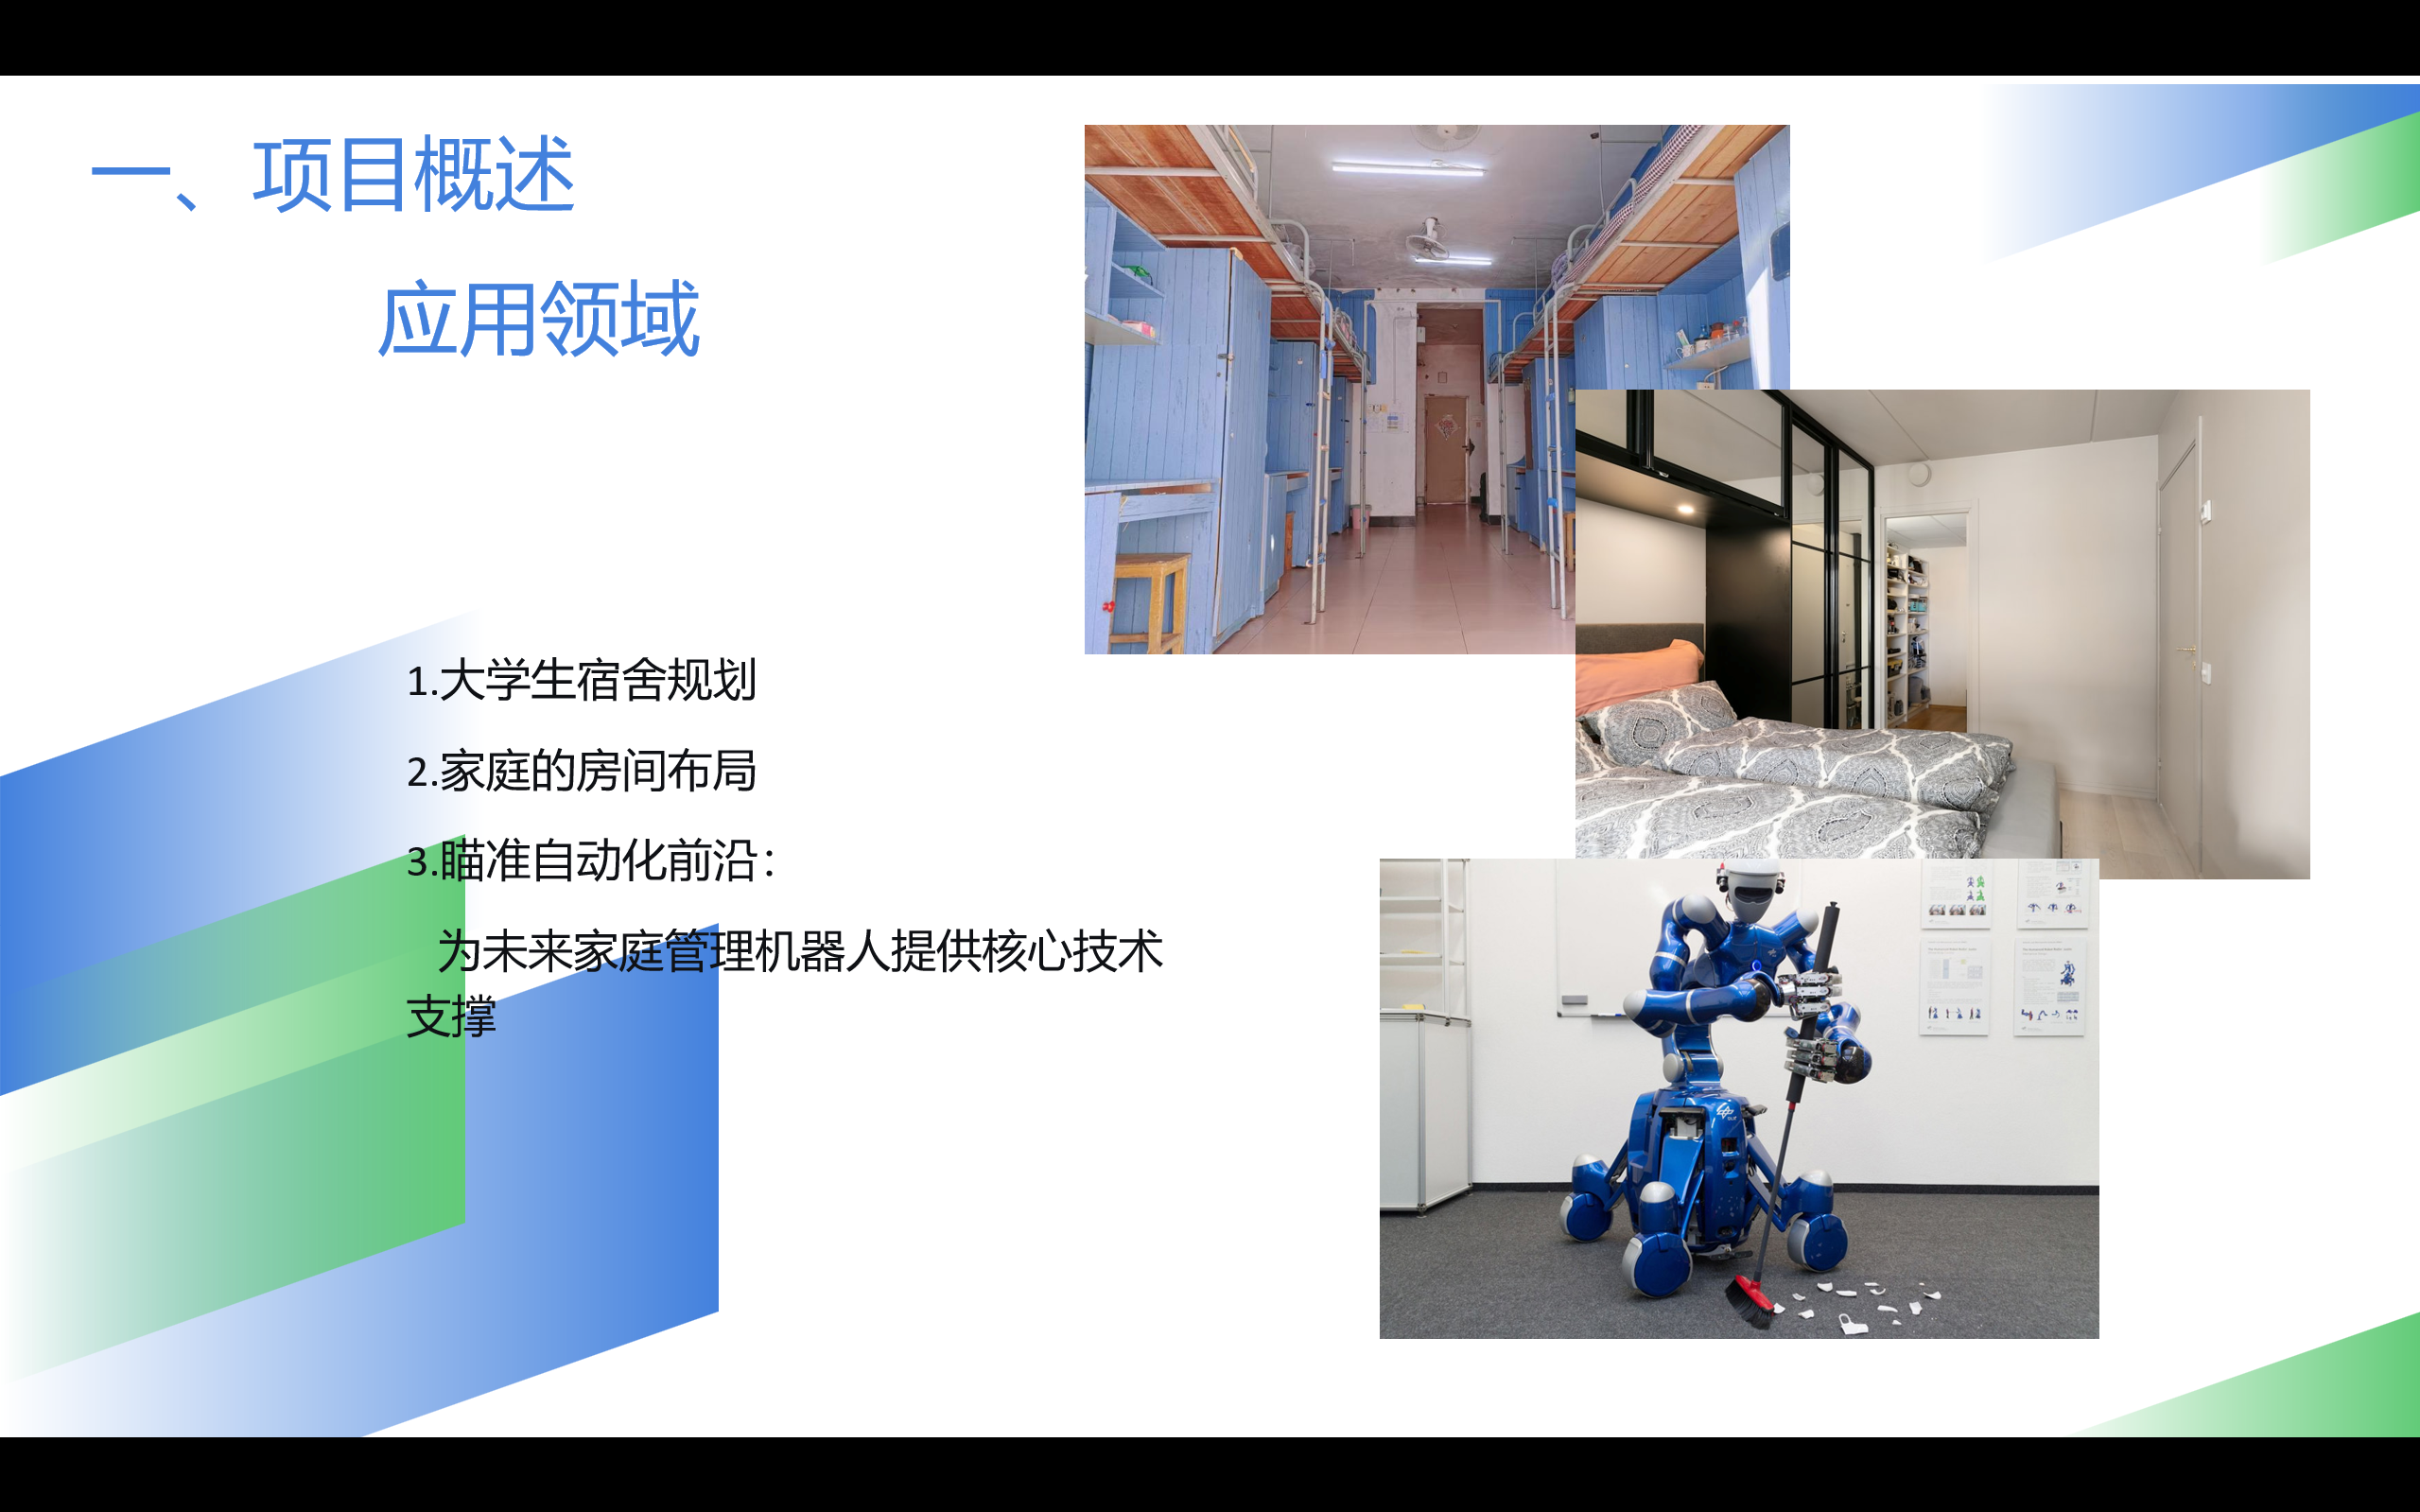 一、项目概述
应用领域
1.大学生宿舍规划
2.家庭的房间布局
3.瞄准自动化前沿：
为未来家庭管理机器人提供核心技术
支撑